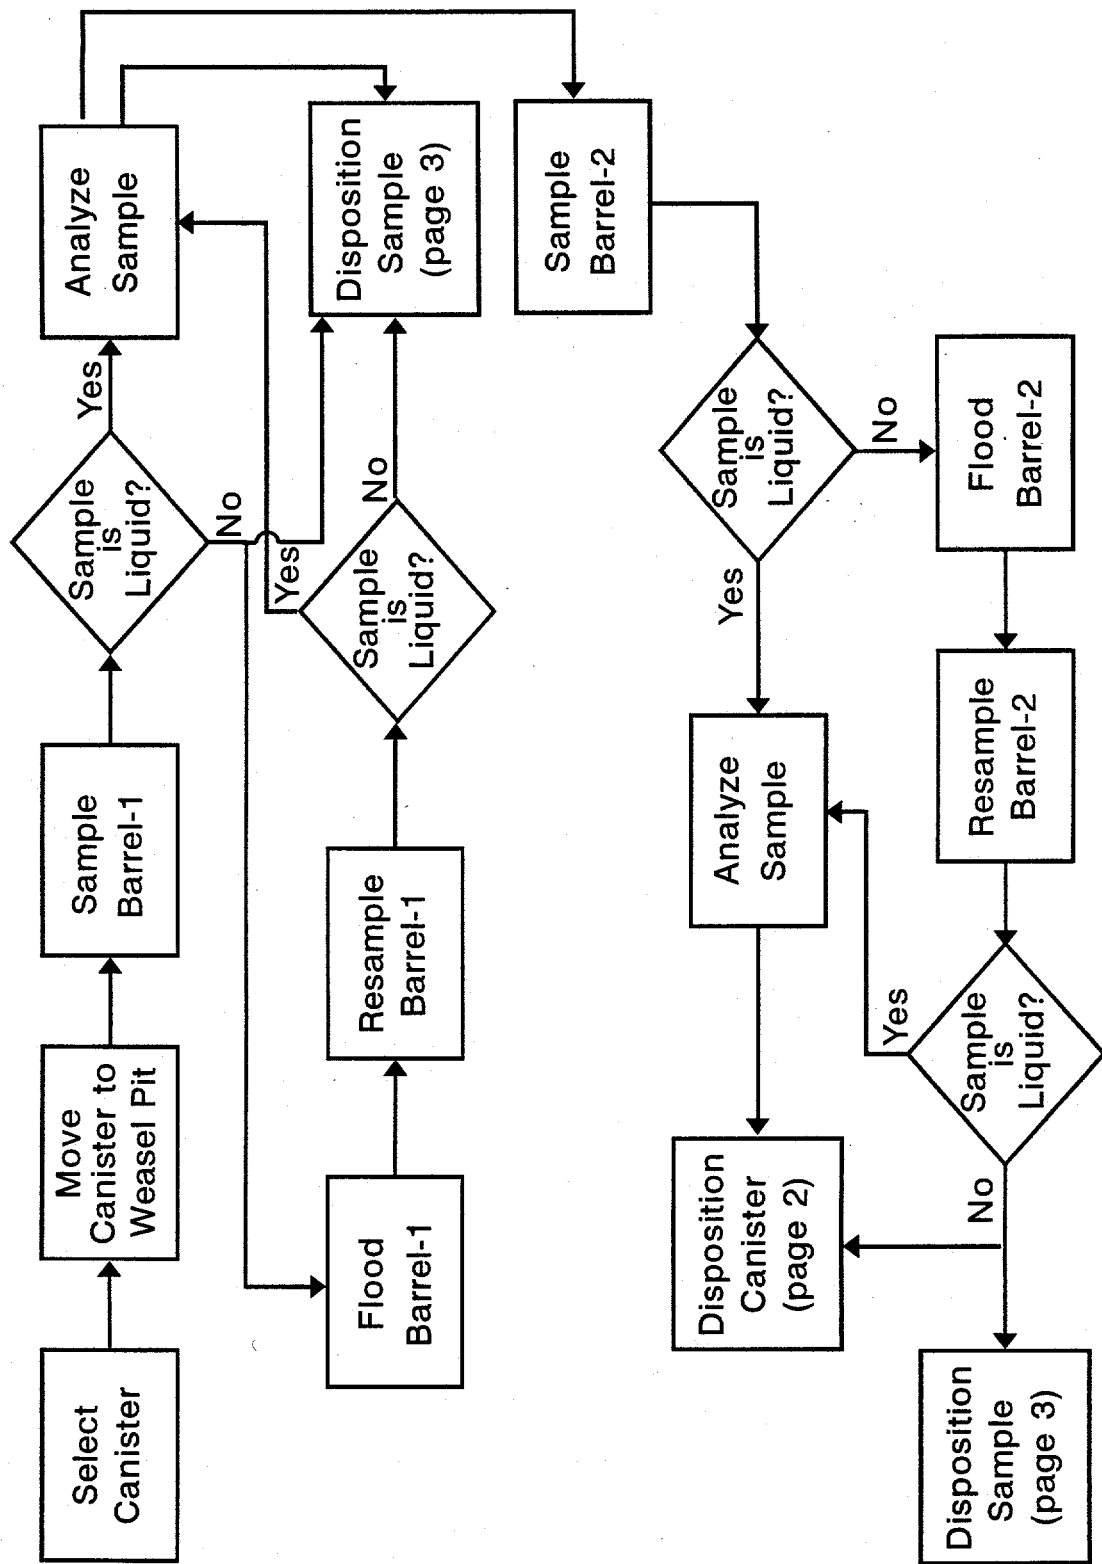 Select
Canister
Move
Canister to
Weasel Pit
Sample
Barrel-1
Sample
is
Liquid?
Yes
No
Analyze
Sample
Flood
Barrel-1
Resample
Barrel-1
Sample
is
Liquid?
Yes
No
Disposition
Sample
(page 3)
Sample
Barrel-2
Sample
is
Liquid?
Yes
No
Flood
Barrel-2
Resample
Barrel-2
Sample
is
Liquid?
Yes
No
Analyze
Sample
Disposition
Canister
(page 2)
Disposition
Sample
(page 3)